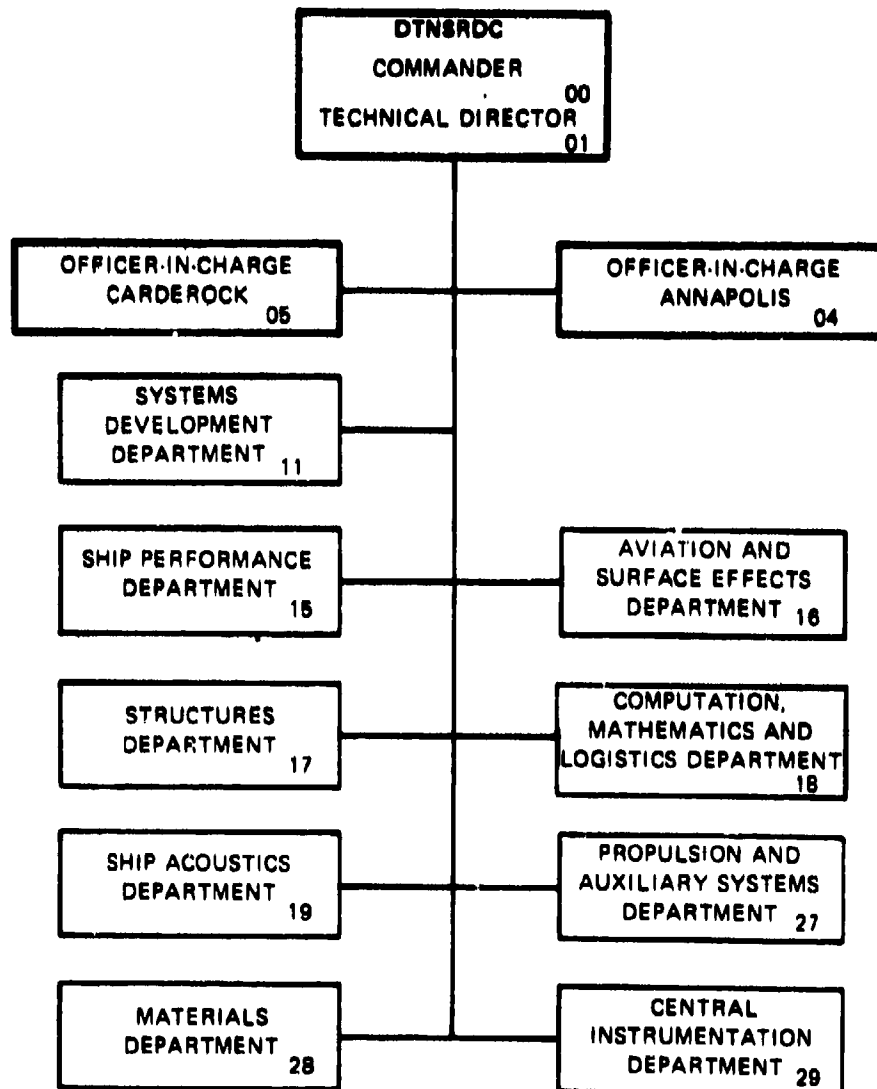 DTNSRDC
COMMANDER
00
TECHNICAL DIRECTOR
01
OFFICER-IN-CHARGE
CARDEROCK
05
OFFICER-IN-CHARGE
ANNAPOLIS
04
SYSTEMS
DEVELOPMENT
DEPARTMENT
11
SHIP PERFORMANCE
DEPARTMENT
15
AVIATION AND
SURFACE EFFECTS
DEPARTMENT
16
STRUCTURES
DEPARTMENT
17
COMPUTATION,
MATHEMATICS AND
LOGISTICS DEPARTMENT
18
SHIP ACOUSTICS
DEPARTMENT
19
PROPULSION AND
AUXILIARY SYSTEMS
DEPARTMENT
27
MATERIALS
DEPARTMENT
28
CENTRAL
INSTRUMENTATION
DEPARTMENT
29